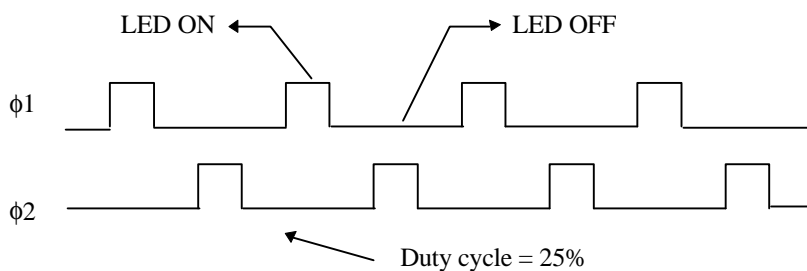 LED ON
LED OFF
ϕ1
ϕ2
Duty cycle = 25%